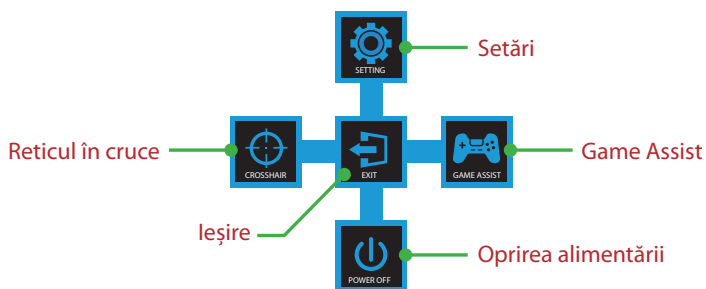 SETTING
Setări
Reticul în cruce
CROSSHAIR
EXIT
GAME ASSIST
Game Assist
Ieșire
POWER OFF
Oprirea alimentării